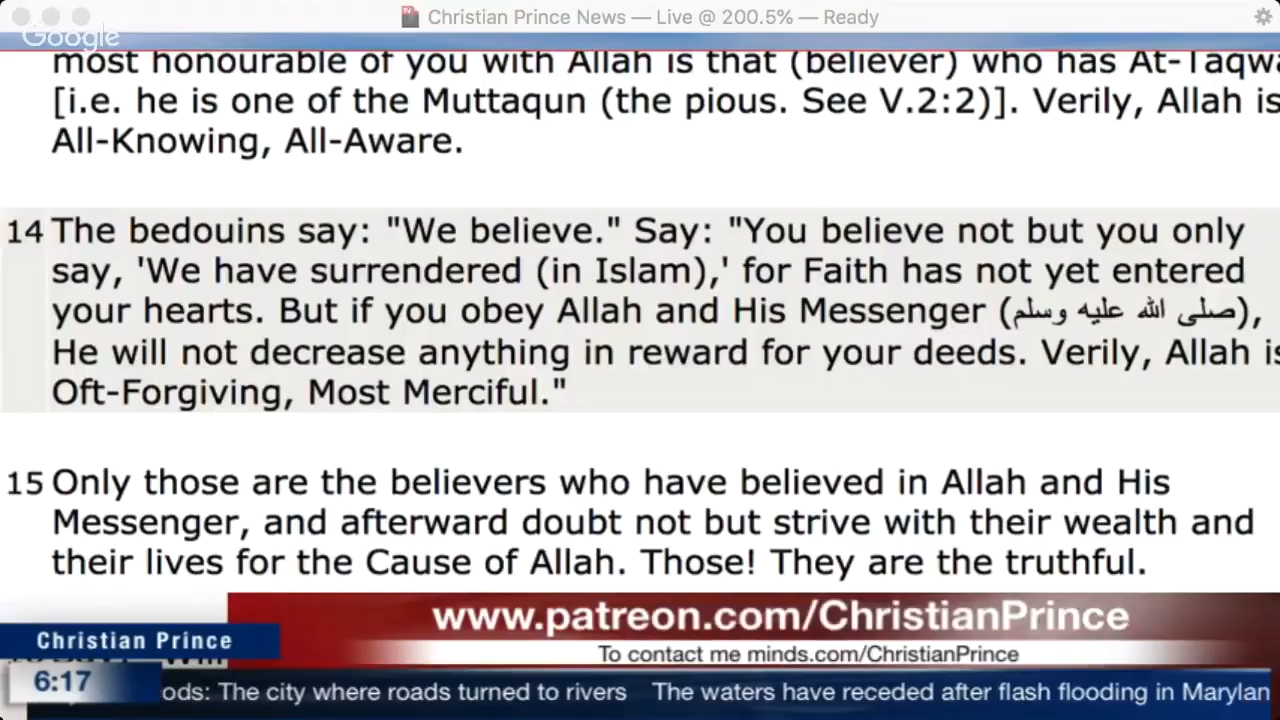 Christian Prince News — Live @ 200.5% — Ready
Google
most honourable of you with Allah is that (believer) who has At-Taqwa
[i.e. he is one of the Muttaqun (the pious. See V.2:2)]. Verily, Allah is
All-Knowing, All-Aware.
14 The bedouins say: "We believe." Say: "You believe not but you only
say, 'We have surrendered (in Islam),' for Faith has not yet entered
your hearts. But if you obey Allah and His Messenger (صلى الله عليه وسلم),
He will not decrease anything in reward for your deeds. Verily, Allah is
Oft-Forgiving, Most Merciful."
15 Only those are the believers who have believed in Allah and His
Messenger, and afterward doubt not but strive with their wealth and
their lives for the Cause of Allah. Those! They are the truthful.
www.patreon.com/ChristianPrince
Christian Prince
To contact me minds.com/ChristianPrince
6:17
ods: The city where roads turned to rivers The waters have receded after flash flooding in Marylan